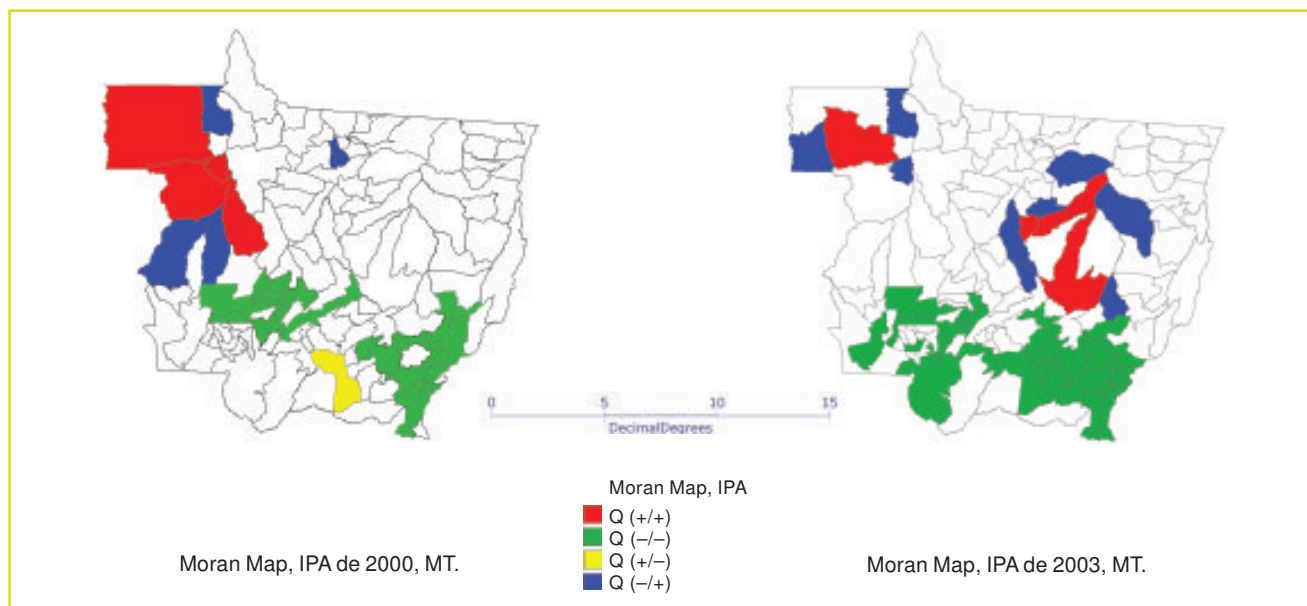 0 5 10 15
DecimalDegrees
Moran Map, IPA
Q (+/+)
Q (−/−)
Q (+/−)
Q (−/+)
Moran Map, IPA de 2000, MT.
Moran Map, IPA de 2003, MT.